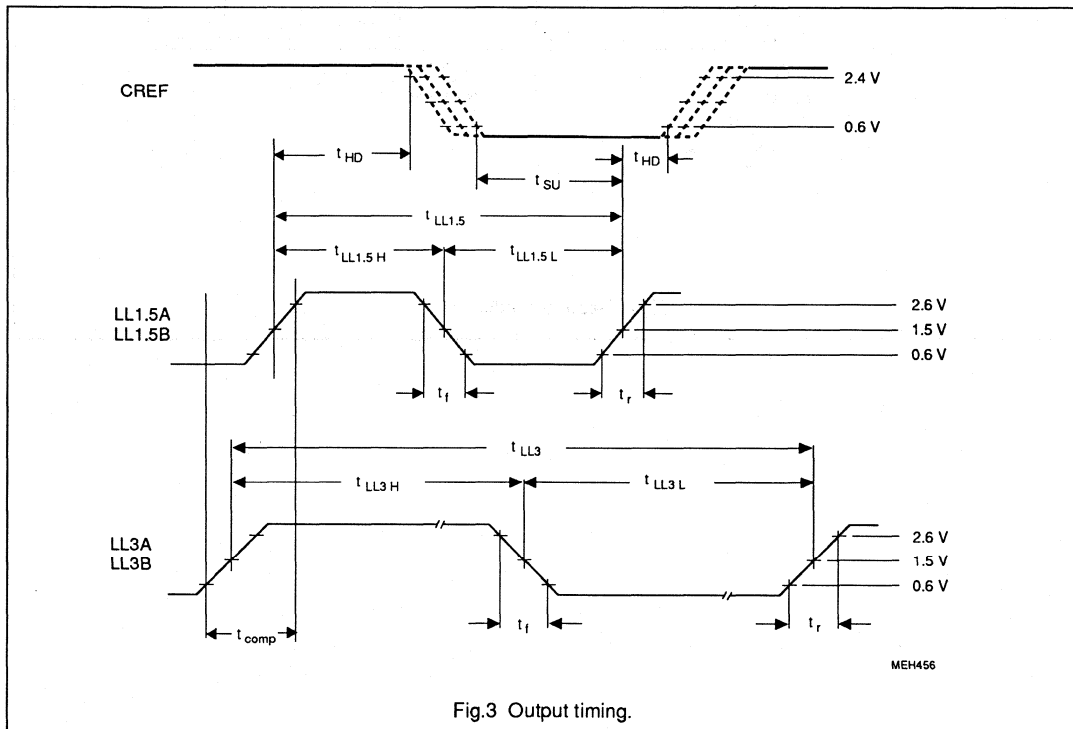 CREF
2.4 V
0.6 V
t HD
t HD
t SU
t LL1.5
t LL1.5 H
t LL1.5 L
LL1.5A
LL1.5B
2.6 V
1.5 V
0.6 V
t f
t r
t LL3
t LL3 H
t LL3 L
LL3A
LL3B
2.6 V
1.5 V
0.6 V
t comp
t f
t r
MEH456
Fig.3 Output timing.